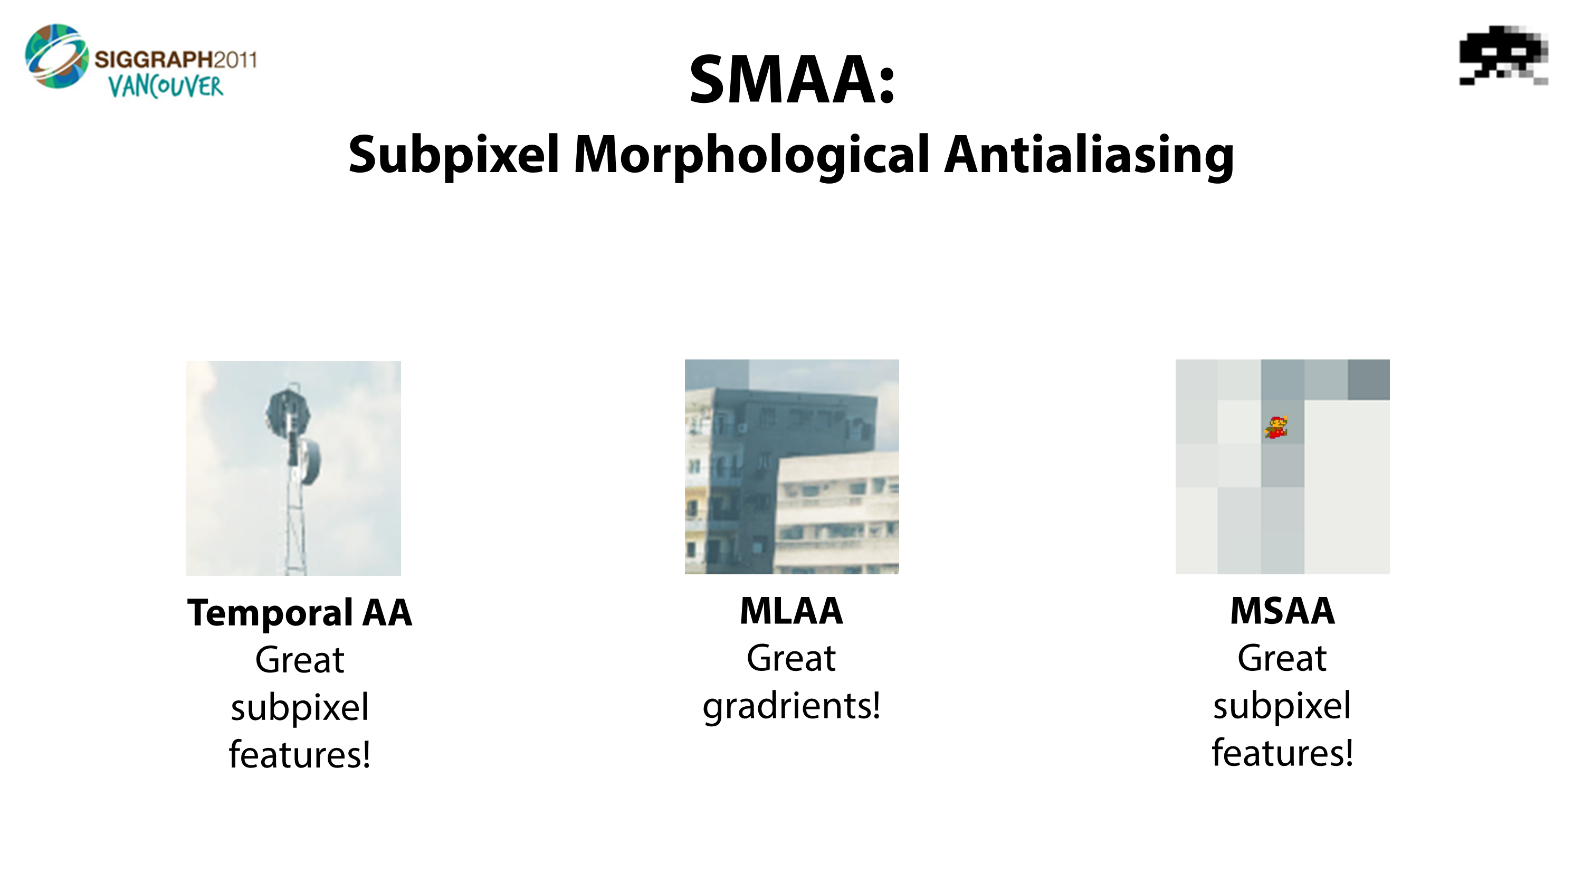 SIGGRAPH2011
VANCOUVER
SMAA:
Subpixel Morphological Antialiasing
Temporal AA
Great
subpixel
features!
MLAA
Great
gradrients!
MSAA
Great
subpixel
features!